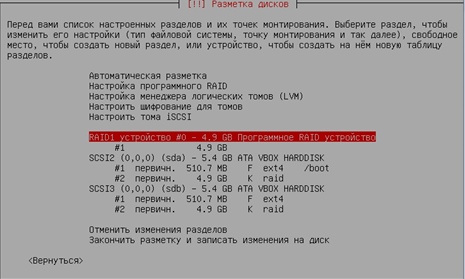 [!!] Разметка дисков
Перед вами список настроенных разделов и их точек монтирования. Выберите раздел, чтобы
изменить его настройки (тип файловой системы, точку монтирования и так далее), свободное
место, чтобы создать новый раздел, или устройство, чтобы создать на нём новую таблицу
разделов.
Автоматическая разметка
Настройка программного RAID
Настройка менеджера логических томов (LVM)
Настроить шифрование для томов
Настроить тома iSCSI
RAID1 устройство #0 – 4.9 GB Программное RAID устройство
#1 4.9 GB
SCSI2 (0,0,0) (sda) – 5.4 GB ATA VBOX HARDDISK
#1 первичн. 510.7 MB F ext4 /boot
#2 первичн. 4.9 GB K raid
SCSI3 (0,0,0) (sdb) – 5.4 GB ATA VBOX HARDDISK
#1 первичн. 510.7 MB F ext4
#2 первичн. 4.9 GB K raid
Отменить изменения разделов
Закончить разметку и записать изменения на диск
<Вернуться>